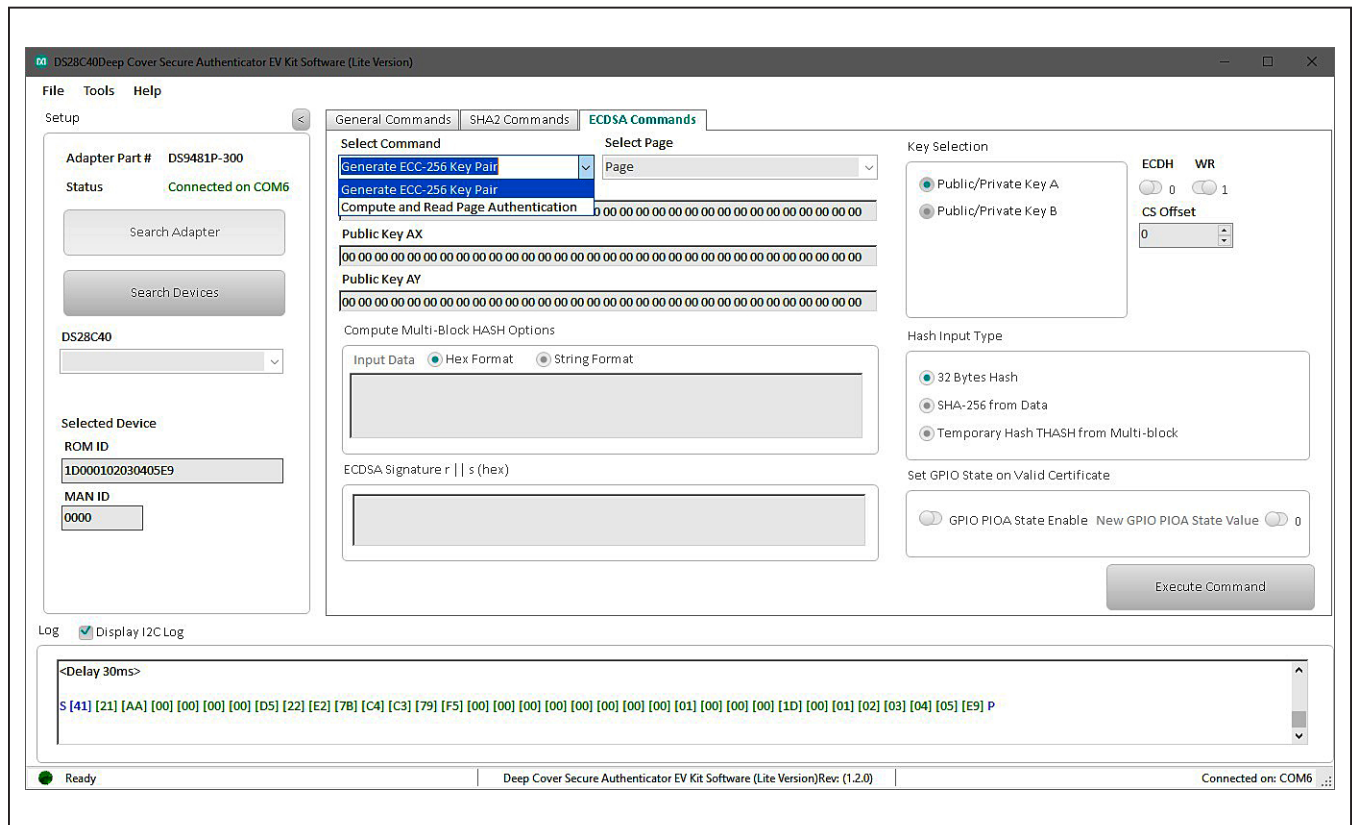 DS28C40Deep Cover Secure Authenticator EV Kit Software (Lite Version)
File Tools Help
Setup
<
Adapter Part # DS9481P-300
Status Connected on COM6
Search Adapter
Search Devices
DS28C40
Selected Device
ROM ID
1D000102030405E9
MAN ID
0000
General Commands SHA2 Commands ECDSA Commands
Select Command Select Page
Generate ECC-256 Key Pair Page
Generate ECC-256 Key Pair
Compute and Read Page Authentication
0 00 00 00 00 00 00 00 00 00 00 00 00 00 00 00 00
Public Key AX
00 00 00 00 00 00 00 00 00 00 00 00 00 00 00 00 00 00 00 00 00 00 00 00 00 00 00 00 00 00 00 00
Public Key AY
00 00 00 00 00 00 00 00 00 00 00 00 00 00 00 00 00 00 00 00 00 00 00 00 00 00 00 00 00 00 00 00
Compute Multi-Block HASH Options
Input Data Hex Format String Format
ECDSA Signature r || s (hex)
Key Selection
Public/Private Key A
Public/Private Key B
ECDH WR
0 1
CS Offset
0
Hash Input Type
32 Bytes Hash
SHA-256 from Data
Temporary Hash THASH from Multi-block
Set GPIO State on Valid Certificate
GPIO PIOA State Enable New GPIO PIOA State Value 0
Execute Command
Log Display I2C Log
<Delay 30ms>
S [41] [21] [AA] [00] [00] [00] [00] [D5] [22] [E2] [7B] [C4] [C3] [79] [F5] [00] [00] [00] [00] [00] [00] [00] [00] [01] [00] [00] [00] [1D] [00] [01] [02] [03] [04] [05] [E9] P
Ready
Deep Cover Secure Authenticator EV Kit Software (Lite Version)Rev: (1.2.0)
Connected on: COM6